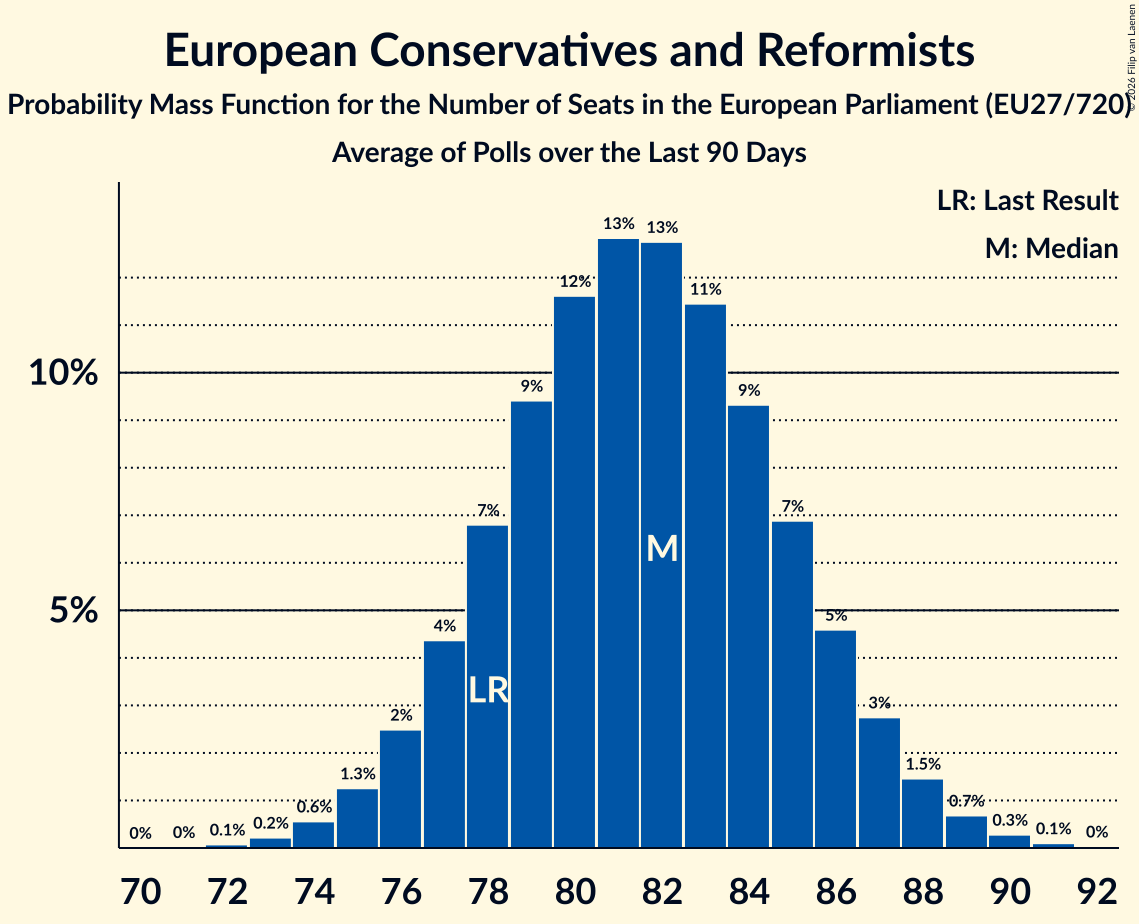 European Conservatives and Reformists
Probability Mass Function for the Number of Seats in the European Parliament (EU27/720)
Average of Polls over the Last 90 Days
© 2026 Filip van Laenen
LR: Last Result
M: Median
10%
5%
0%
0%
0.1%
0.2%
0.6%
1.3%
2%
4%
7%
9%
12%
13%
13%
11%
9%
7%
5%
3%
1.5%
0.7%
0.3%
0.1%
0%
LR
M
70 72 74 76 78 80 82 84 86 88 90 92